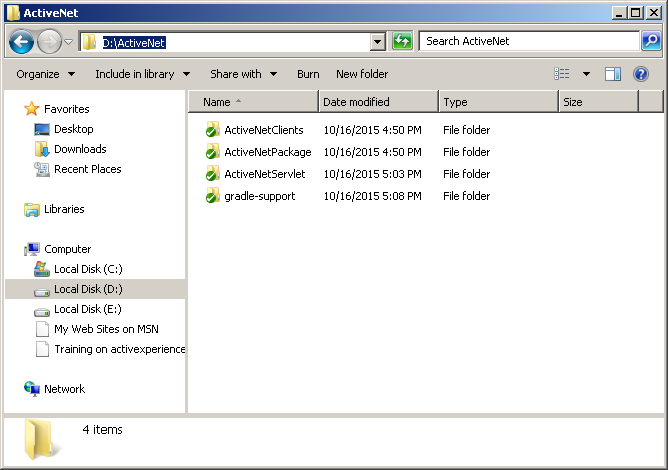 ActiveNet
D:\ActiveNet
Search ActiveNet
Organize Include in library Share with Burn New folder
Name Date modified Type Size
Favorites
Desktop
Downloads
Recent Places
Libraries
Computer
Local Disk (C:)
Local Disk (D:)
Local Disk (E:)
My Web Sites on MSN
Training on activexperience
Network
ActiveNetClients 10/16/2015 4:50 PM File folder
ActiveNetPackage 10/16/2015 4:50 PM File folder
ActiveNetServlet 10/16/2015 5:03 PM File folder
gradle-support 10/16/2015 5:08 PM File folder
4 items